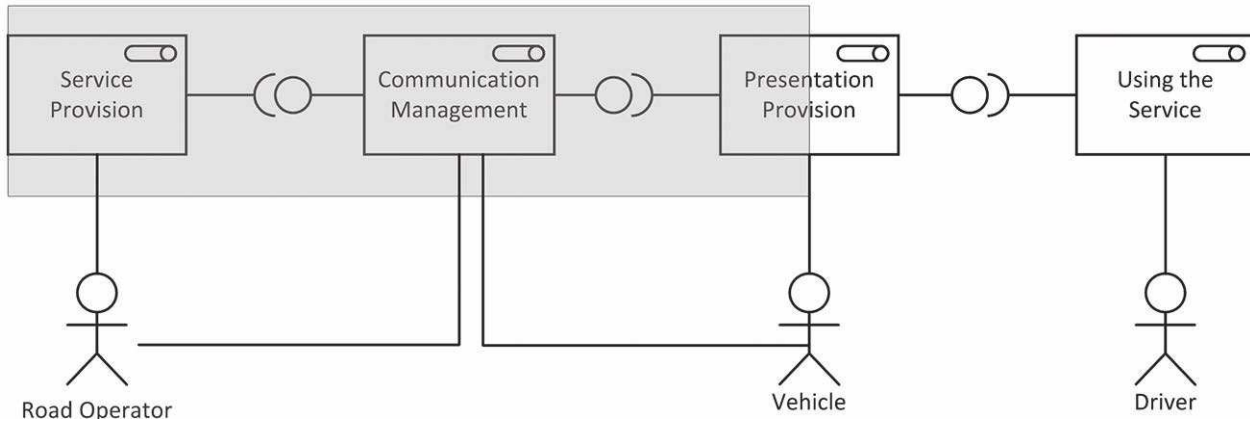 Service
Provision
Communication
Management
Presentation
Provision
Using the
Service
Road Operator
Vehicle
Driver